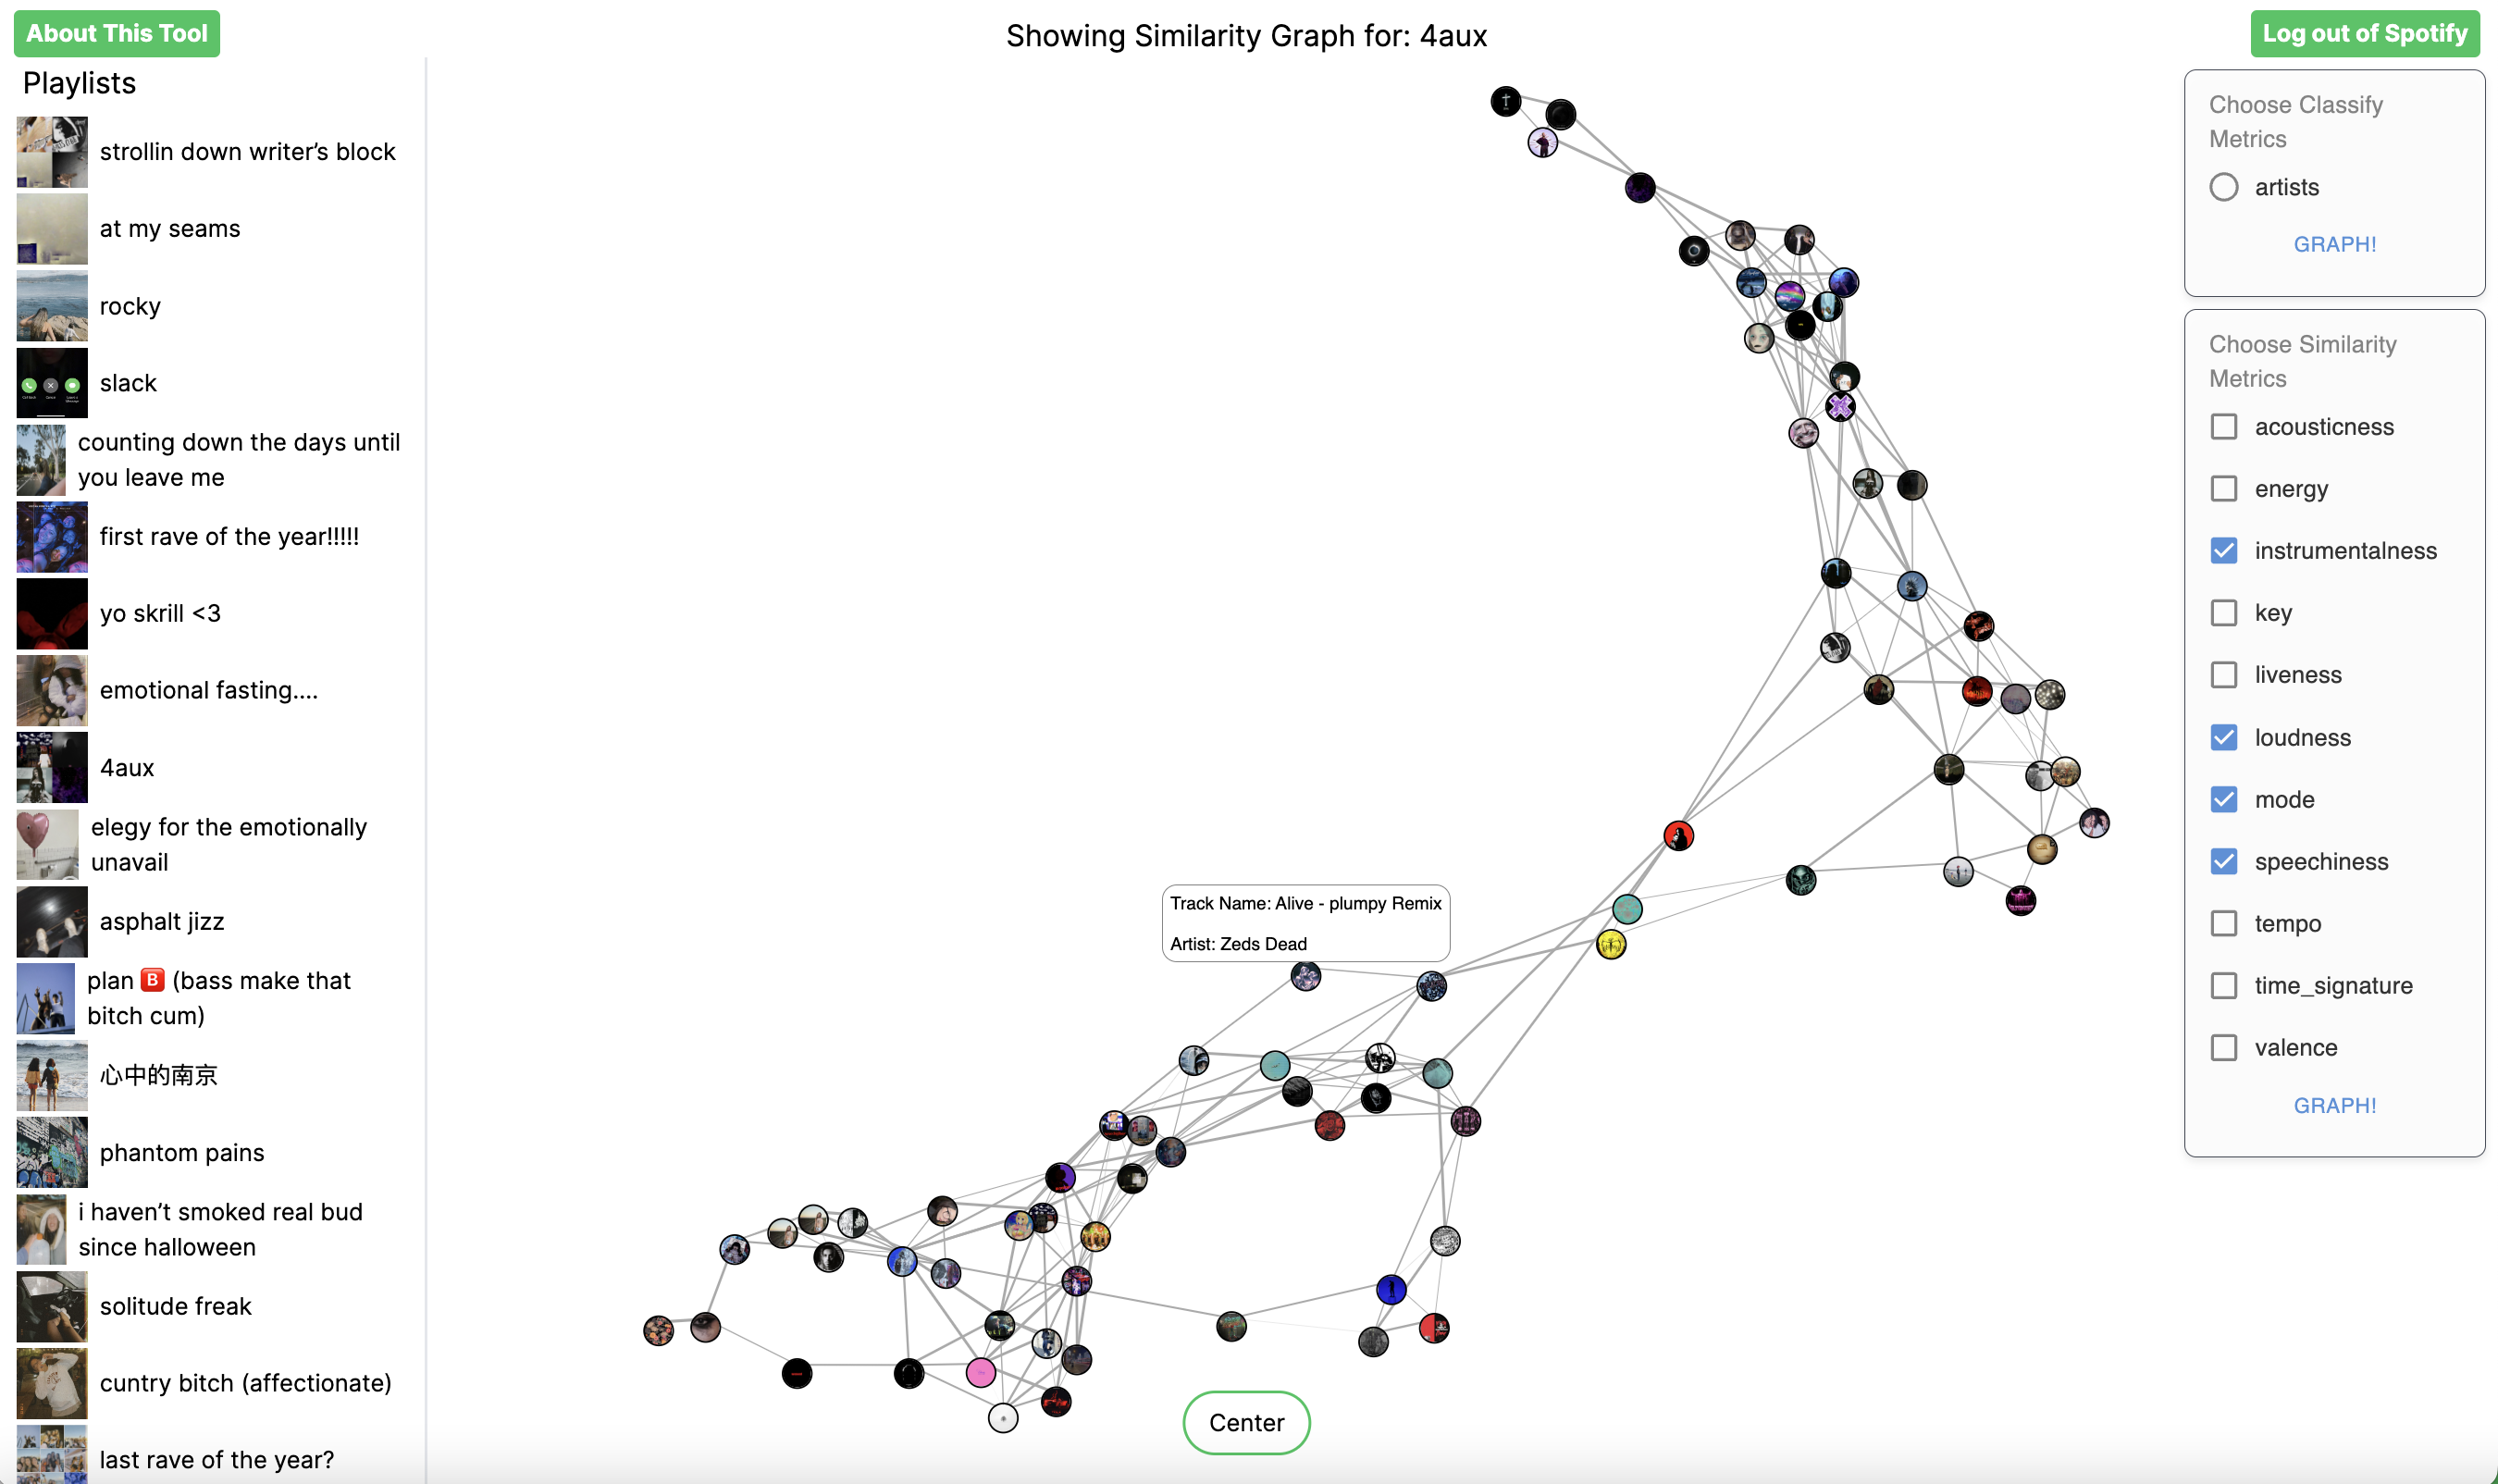 About This Tool
Showing Similarity Graph for: 4aux
Log out of Spotify
Playlists
strollin down writer’s block
at my seams
rocky
slack
counting down the days until
you leave me
first rave of the year!!!!!
yo skrill <3
emotional fasting....
4aux
elegy for the emotionally
unavail
asphalt jizz
plan 🅱️ (bass make that
bitch cum)
心中的南京
phantom pains
i haven’t smoked real bud
since halloween
solitude freak
cuntry bitch (affectionate)
last rave of the year?
Track Name: Alive - plumpy Remix
Artist: Zeds Dead
Center
Choose Classify
Metrics
artists
GRAPH!
Choose Similarity
Metrics
acousticness
energy
instrumentalness
key
liveness
loudness
mode
speechiness
tempo
time_signature
valence
GRAPH!